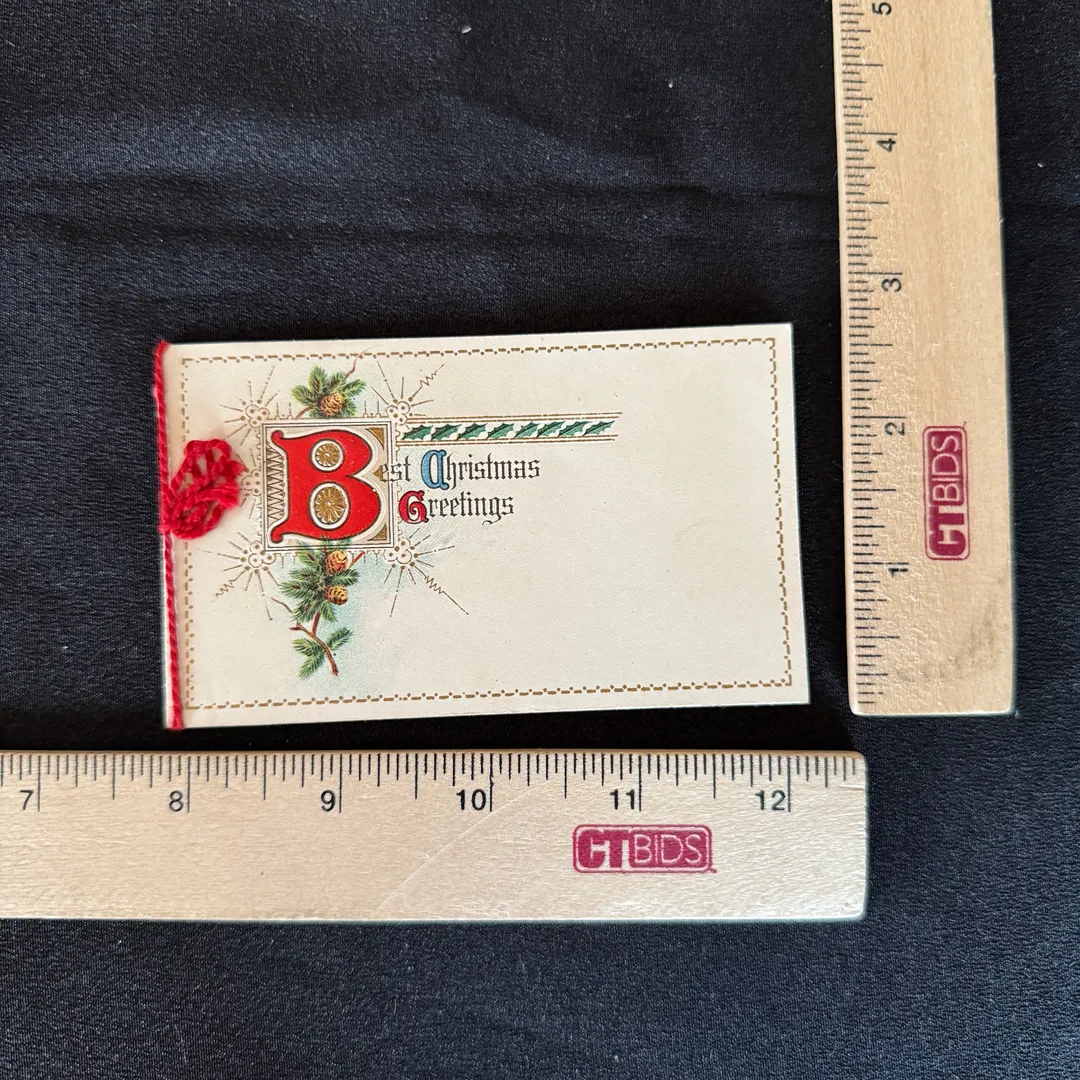 Best Christmas
Greetings
5
4
3
2
1
CTBIDS
7 8 9 10 11 12
CTBIDS